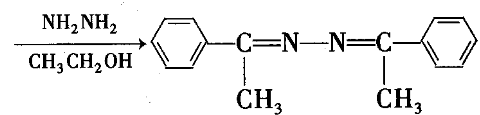 NH₂NH₂
CH₃CH₂OH
C=N—N=C
CH₃ CH₃